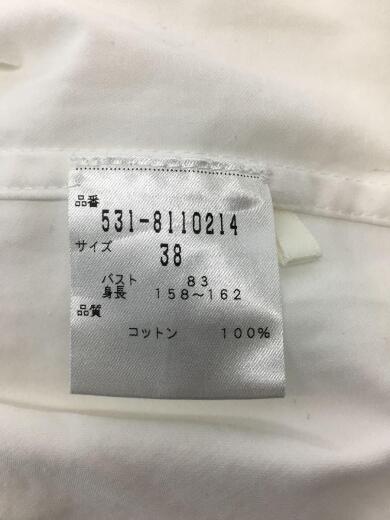 品番
531-8110214
サイズ 38
バスト 83
身長 158～162
品質
コットン 100%